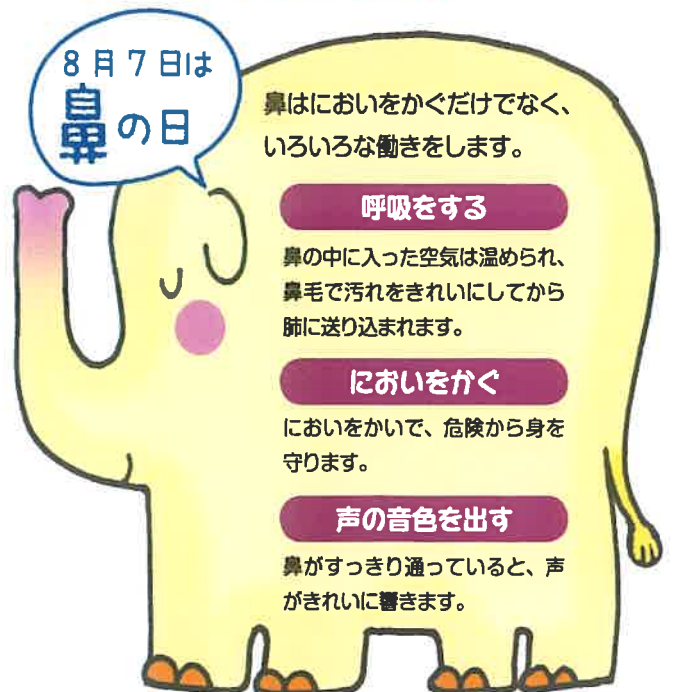 8月7日は
鼻の日
鼻はにおいをかぐだけでなく、
いろいろな働きをします。
呼吸をする
鼻の中に入った空気は温められ、
鼻毛で汚れをきれいにしてから
肺に送り込まれます。
においをかぐ
においをかいで、危険から身を
守ります。
声の音色を出す
鼻がすっきり通っていると、声
がきれいに響きます。